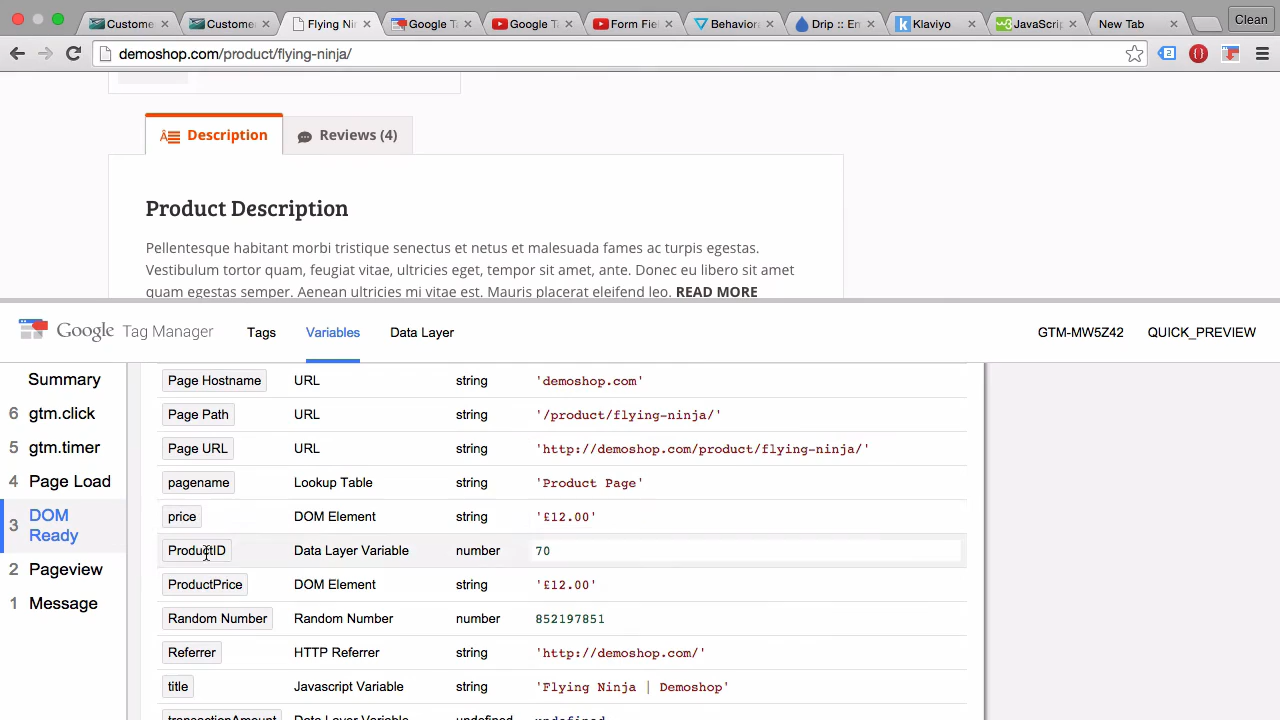 Custome
Custome
Flying Nin
Google Ta
Google T
Form Fiel
Behavior
Drip :: En
Klaviyo
JavaScrip
New Tab
Clean
demoshop.com/product/flying-ninja/
2
Description
Reviews (4)
Product Description
Pellentesque habitant morbi tristique senectus et netus et malesuada fames ac turpis egestas.
Vestibulum tortor quam, feugiat vitae, ultricies eget, tempor sit amet, ante. Donec eu libero sit amet
quam egestas semper. Aenean ultricies mi vitae est. Mauris placerat eleifend leo. READ MORE
Google Tag Manager
Tags
Variables
Data Layer
GTM-MW5Z42
QUICK_PREVIEW
Summary
6 gtm.click
5 gtm.timer
4 Page Load
3 DOM
Ready
2 Pageview
1 Message
Page Hostname URL string 'demoshop.com'
Page Path URL string '/product/flying-ninja/'
Page URL URL string 'http://demoshop.com/product/flying-ninja/'
pagename Lookup Table string 'Product Page'
price DOM Element string '£12.00'
ProductID Data Layer Variable number 70
ProductPrice DOM Element string '£12.00'
Random Number Random Number number 852197851
Referrer HTTP Referrer string 'http://demoshop.com/'
title Javascript Variable string 'Flying Ninja | Demoshop'
transactionAmount Data Layer Variable undefined undefined